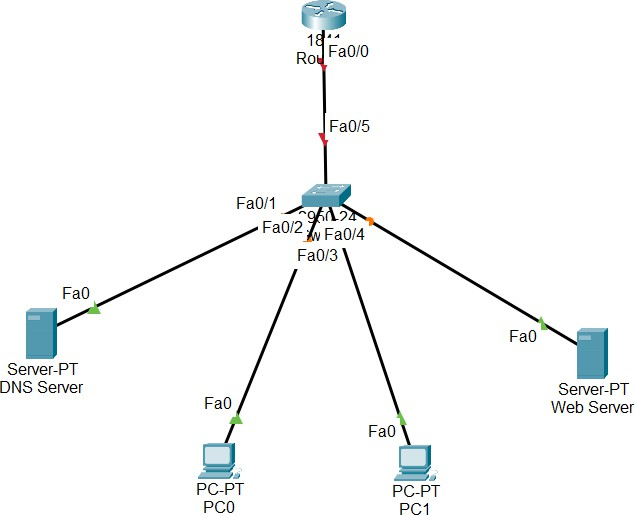 Fa0/0
Fa0/5
Fa0/1
Fa0/2
Fa0/4
Fa0/3
Fa0
Server-PT
DNS Server
Fa0
Server-PT
Web Server
Fa0
PC-PT
PC0
Fa0
PC-PT
PC1